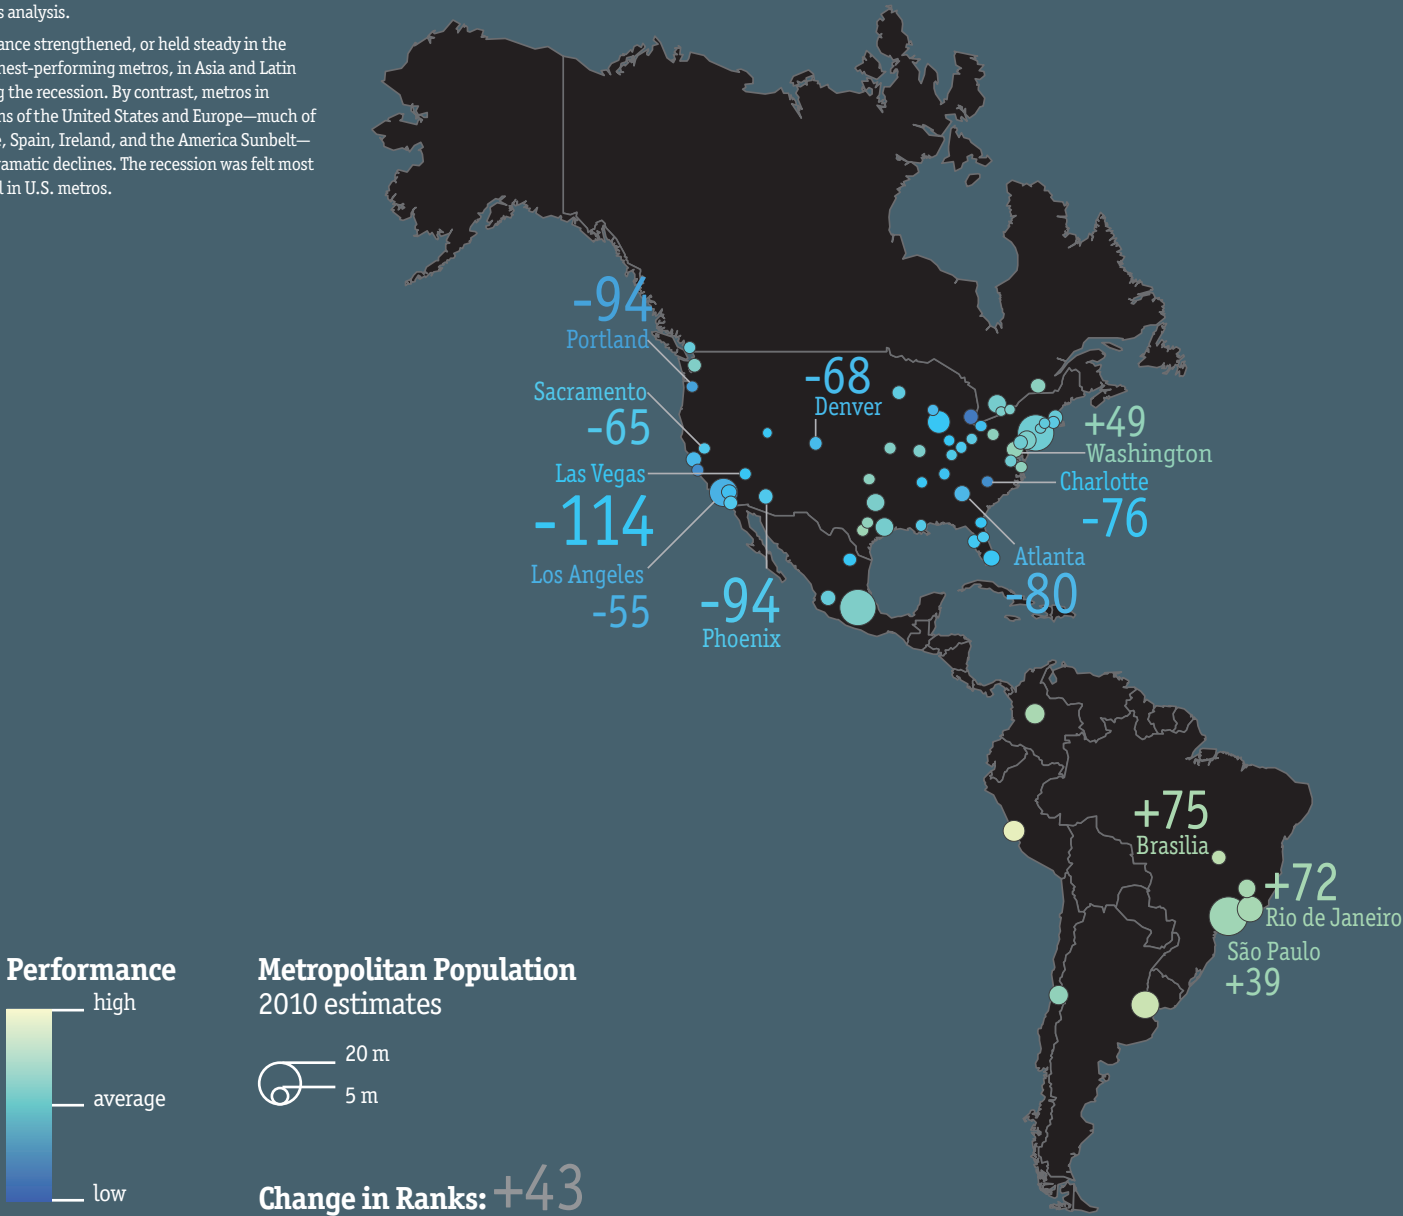 s analysis.
ance strengthened, or held steady in the
nest-performing metros, in Asia and Latin
g the recession. By contrast, metros in
ns of the United States and Europe—much of
e, Spain, Ireland, and the America Sunbelt—
ramatic declines. The recession was felt most
l in U.S. metros.
-94
Portland
Sacramento
-65
Las Vegas
-114
Los Angeles
-55
-94
Phoenix
-68
Denver
+49
Washington
Charlotte
-76
Atlanta
-80
+75
Brasilia
+72
Rio de Janeiro
São Paulo
+39
Performance
high
average
low
Metropolitan Population
2010 estimates
20 m
5 m
Change in Ranks: +43